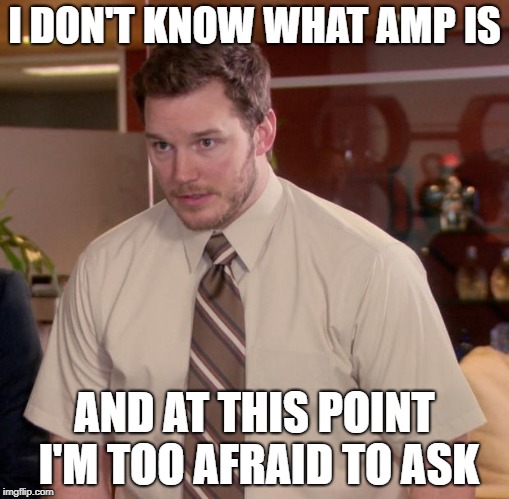 I DON'T KNOW WHAT AMP IS
AND AT THIS POINT
I'M TOO AFRAID TO ASK
imgflip.com